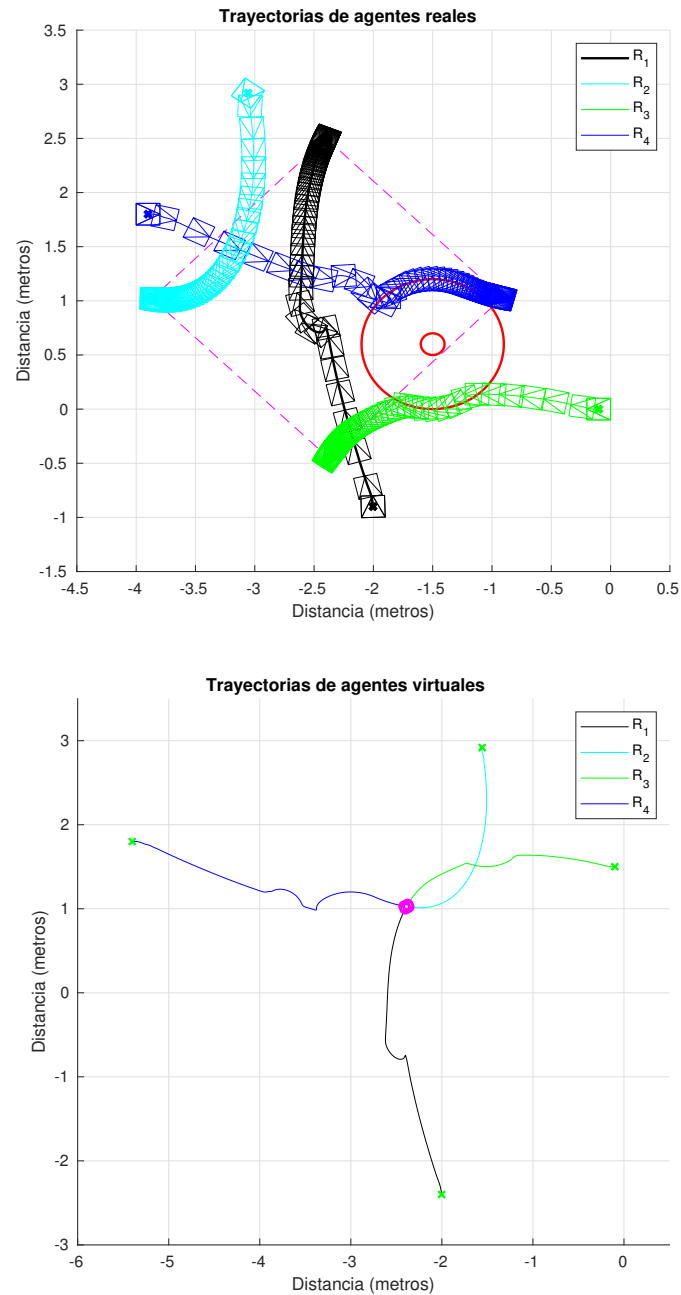 Trayectorias de agentes reales
3.5
3
2.5
2
1.5
1
0.5
0
-0.5
-1
-1.5
Distancia (metros)
R1
R2
R3
R4
-4.5 -4 -3.5 -3 -2.5 -2 -1.5 -1 -0.5 0 0.5
Distancia (metros)
Trayectorias de agentes virtuales
3
2
1
0
-1
-2
-3
Distancia (metros)
R1
R2
R3
R4
-6 -5 -4 -3 -2 -1 0
Distancia (metros)